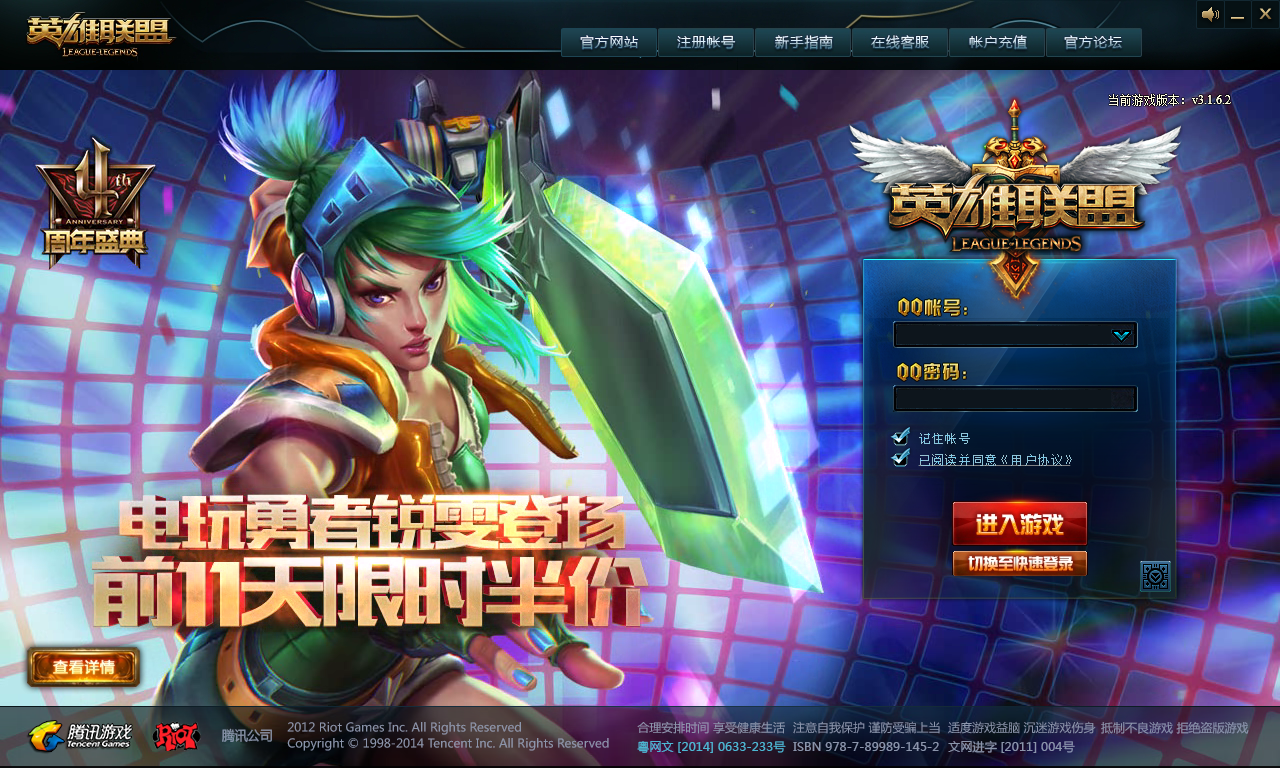 英雄联盟
LEAGUE OF LEGENDS
官方网站 注册帐号 新手指南 在线客服 帐户充值 官方论坛
当前游戏版本：v3.1.6.2
4th
ANNIVERSARY
周年盛典
英雄联盟
LEAGUE OF LEGENDS
QQ帐号：
QQ密码：
记住帐号
已阅读并同意《用户协议》
进入游戏
切换至快速登录
电玩勇者锐雯登场
前11天限时半价
查看详情
腾讯游戏
Tencent Games
RIOT
腾讯公司
2012 Riot Games Inc. All Rights Reserved
Copyright © 1998-2014 Tencent Inc. All Rights Reserved
合理安排时间 享受健康生活 注意自我保护 谨防受骗上当 适度游戏益脑 沉迷游戏伤身 抵制不良游戏 拒绝盗版游戏
粤网文 [2014] 0633-233号 ISBN 978-7-89989-145-2 文网进字 [2011] 004号